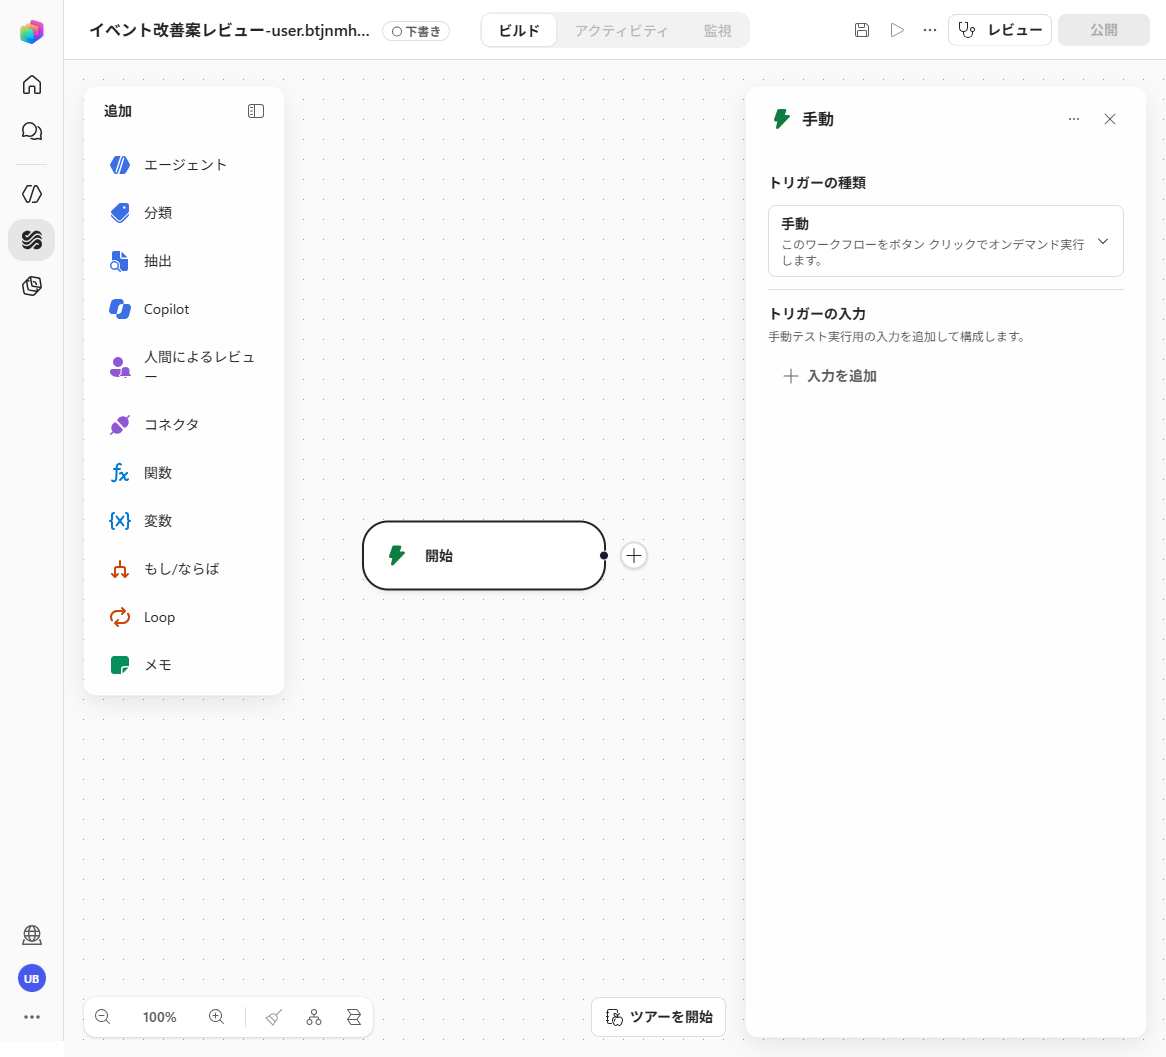 イベント改善案レビュー-user.btjnmh...
下書き
ビルド
アクティビティ
監視
レビュー
公開
追加
エージェント
分類
抽出
Copilot
人間によるレビュ
ー
コネクタ
関数
変数
もし/ならば
Loop
メモ
開始
手動
トリガーの種類
手動
このワークフローをボタン クリックでオンデマンド実行
します。
トリガーの入力
手動テスト実行用の入力を追加して構成します。
入力を追加
UB
100%
ツアーを開始